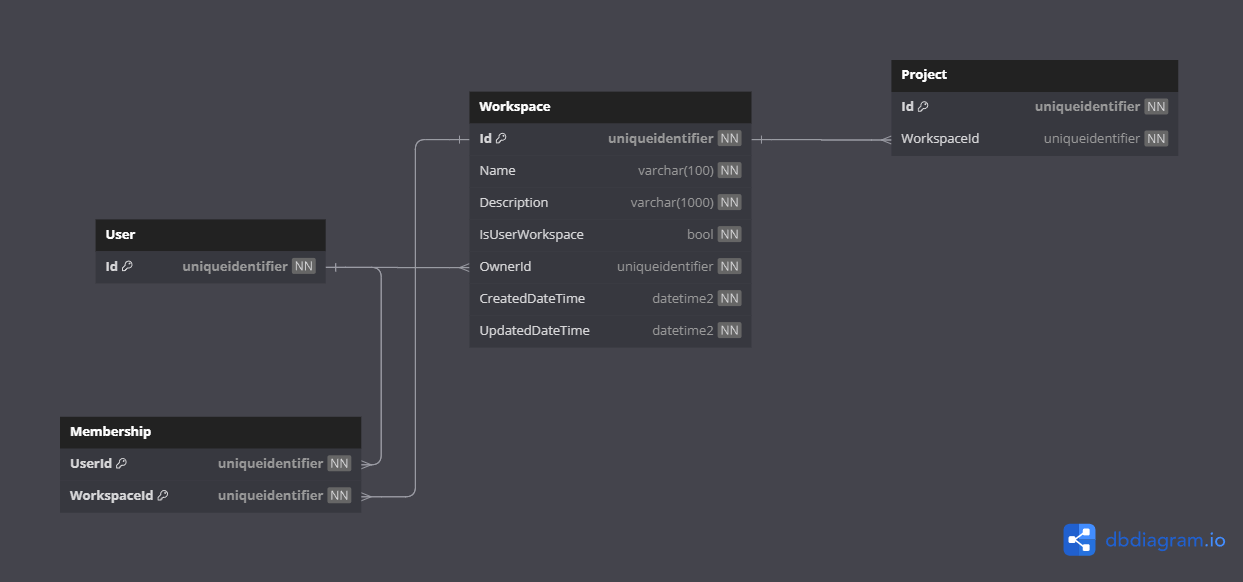 Project
Id uniqueidentifier NN
WorkspaceId uniqueidentifier NN
Workspace
Id uniqueidentifier NN
Name varchar(100) NN
Description varchar(1000) NN
IsUserWorkspace bool NN
OwnerId uniqueidentifier NN
CreatedDateTime datetime2 NN
UpdatedDateTime datetime2 NN
User
Id uniqueidentifier NN
Membership
UserId uniqueidentifier NN
WorkspaceId uniqueidentifier NN
dbdiagram.io